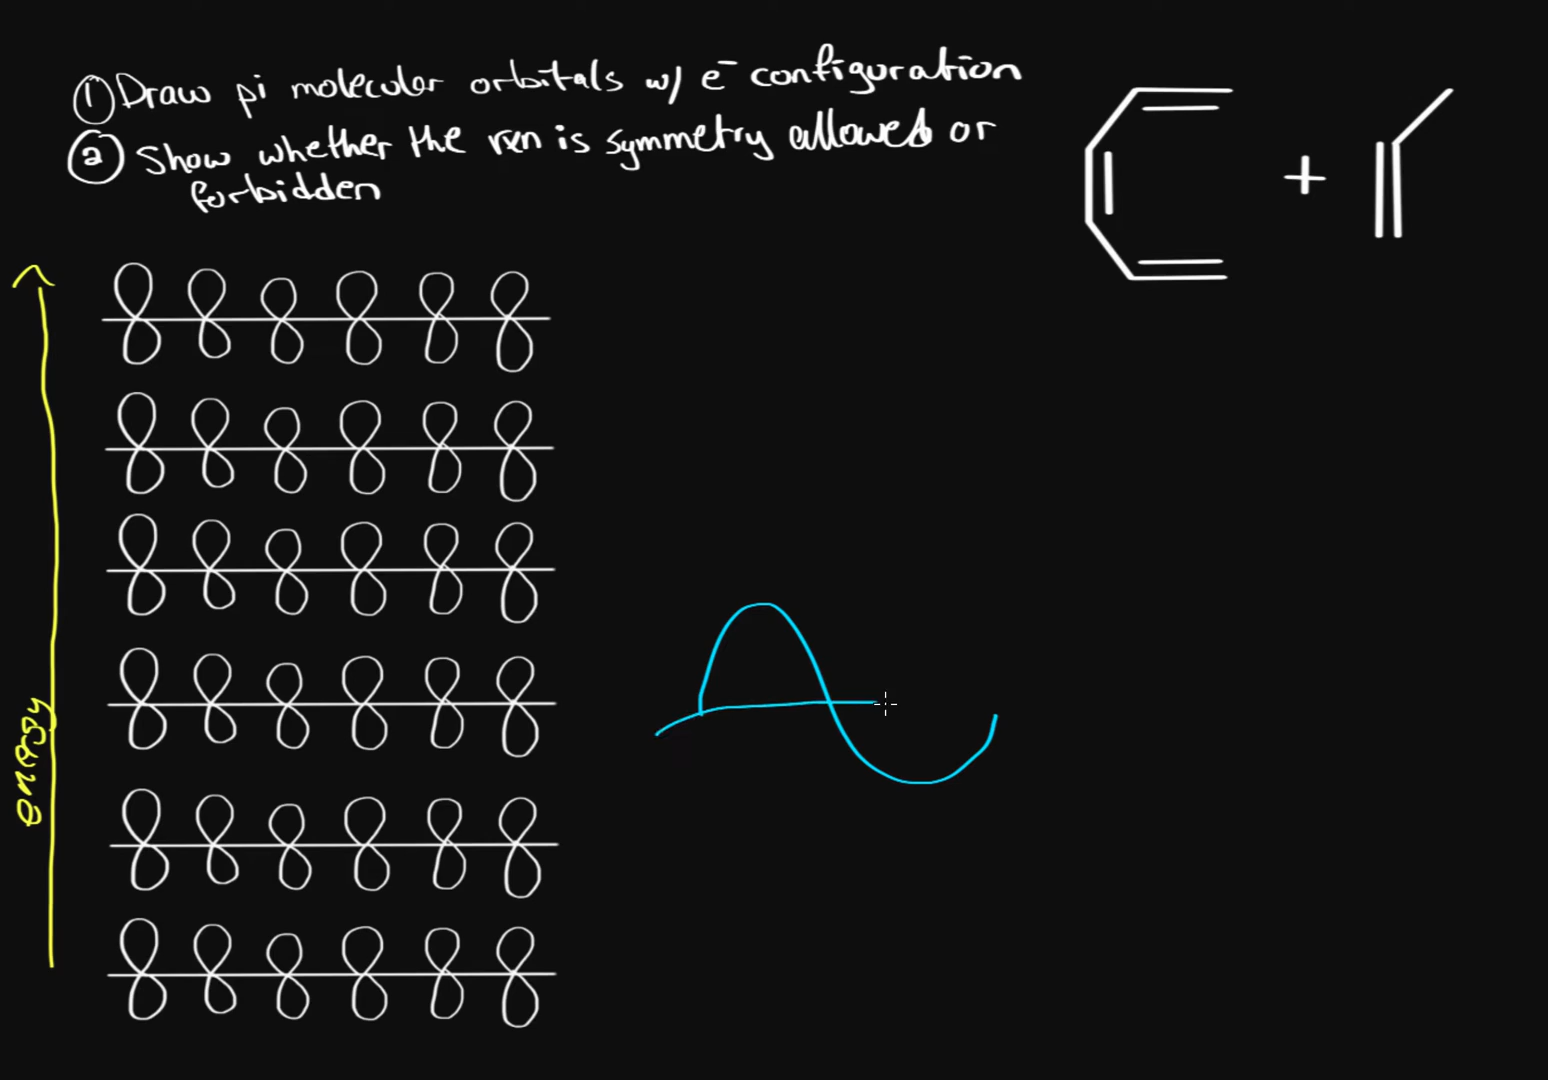 ① Draw pi molecular orbitals w/ e⁻ configuration
② Show whether the rxn is symmetry allowed or
forbidden
+
energy